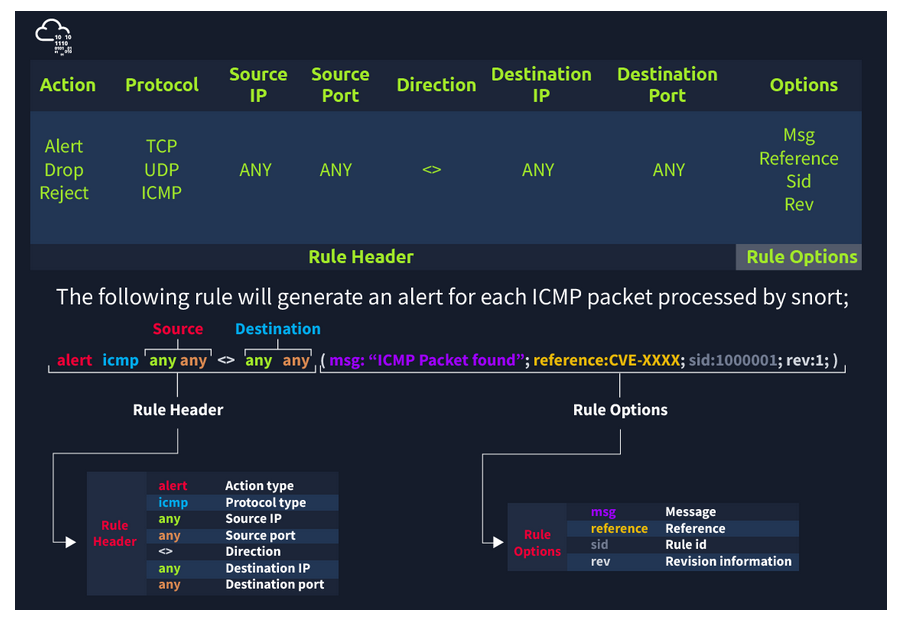 10 10
1110
Action Protocol Source IP Source Port Direction Destination IP Destination Port Options
Alert
Drop
Reject
TCP
UDP
ICMP
ANY ANY <> ANY ANY
Msg
Reference
Sid
Rev
Rule Header Rule Options
The following rule will generate an alert for each ICMP packet processed by snort;
Source Destination
alert icmp any any <> any any ( msg: “ICMP Packet found”; reference:CVE-XXXX; sid:1000001; rev:1; )
Rule Header Rule Options
Rule Header
alert Action type
icmp Protocol type
any Source IP
any Source port
<> Direction
any Destination IP
any Destination port
Rule Options
msg Message
reference Reference
sid Rule id
rev Revision information